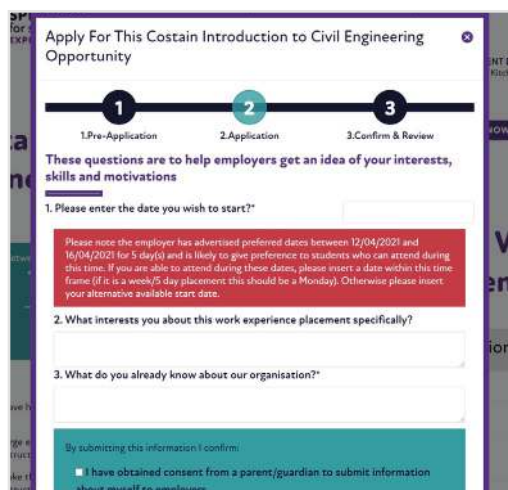 Apply For This Costain Introduction to Civil Engineering
Opportunity
1
2
3
1.Pre-Application
2.Application
3.Confirm & Review
These questions are to help employers get an idea of your interests,
skills and motivations
1. Please enter the date you wish to start?*
Please note the employer has advertised preferred dates between 12/04/2021 and
16/04/2021 for 5 day(s) and is likely to give preference to students who can attend during
this time. If you are able to attend during these dates, please insert a date within this time
frame (if it is a week/5 day placement this should be a Monday). Otherwise please insert
your alternative available start date.
2. What interests you about this work experience placement specifically?
3. What do you already know about our organisation?*
By submitting this information I confirm:
I have obtained consent from a parent/guardian to submit information
about myself to employers